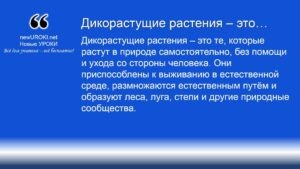 Дикорастущие растения – это…
newUROKI.net
Новые УРОКИ
Всё для учителя – всё бесплатно!
Дикорастущие растения – это те, которые
растут в природе самостоятельно, без помощи
и ухода со стороны человека. Они
приспособлены к выживанию в естественной
среде, размножаются естественным путём и
образуют леса, луга, степи и другие природные
сообщества.